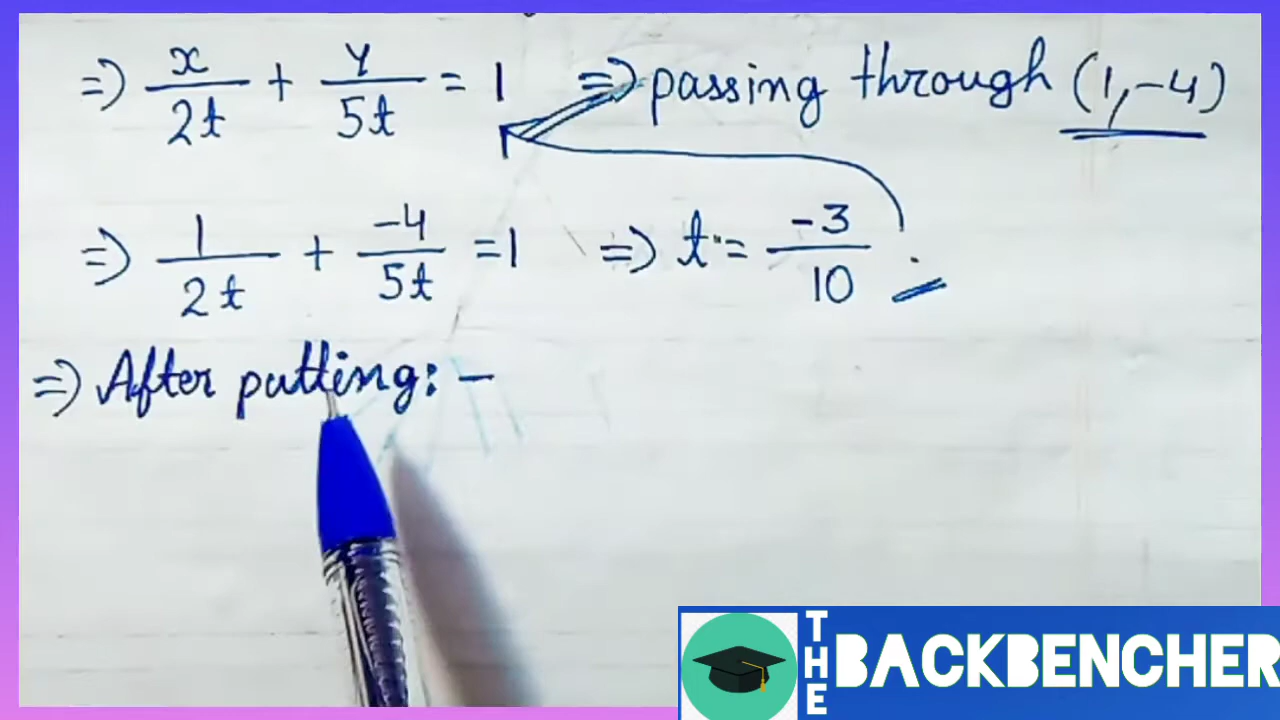 => x/2t + y/5t = 1 => passing through (1,-4)
=> 1/2t + -4/5t = 1 => t = -3/10
=> After putting: -
THE BACKBENCHER